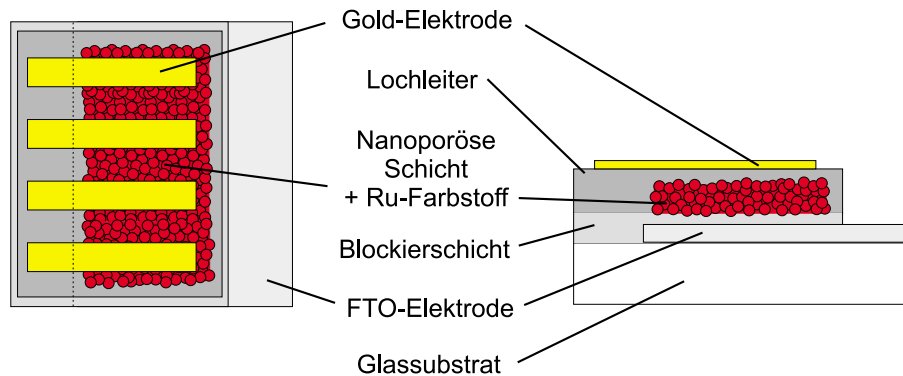 Gold-Elektrode
Lochleiter
Nanoporöse
Schicht
+ Ru-Farbstoff
Blockierschicht
FTO-Elektrode
Glassubstrat